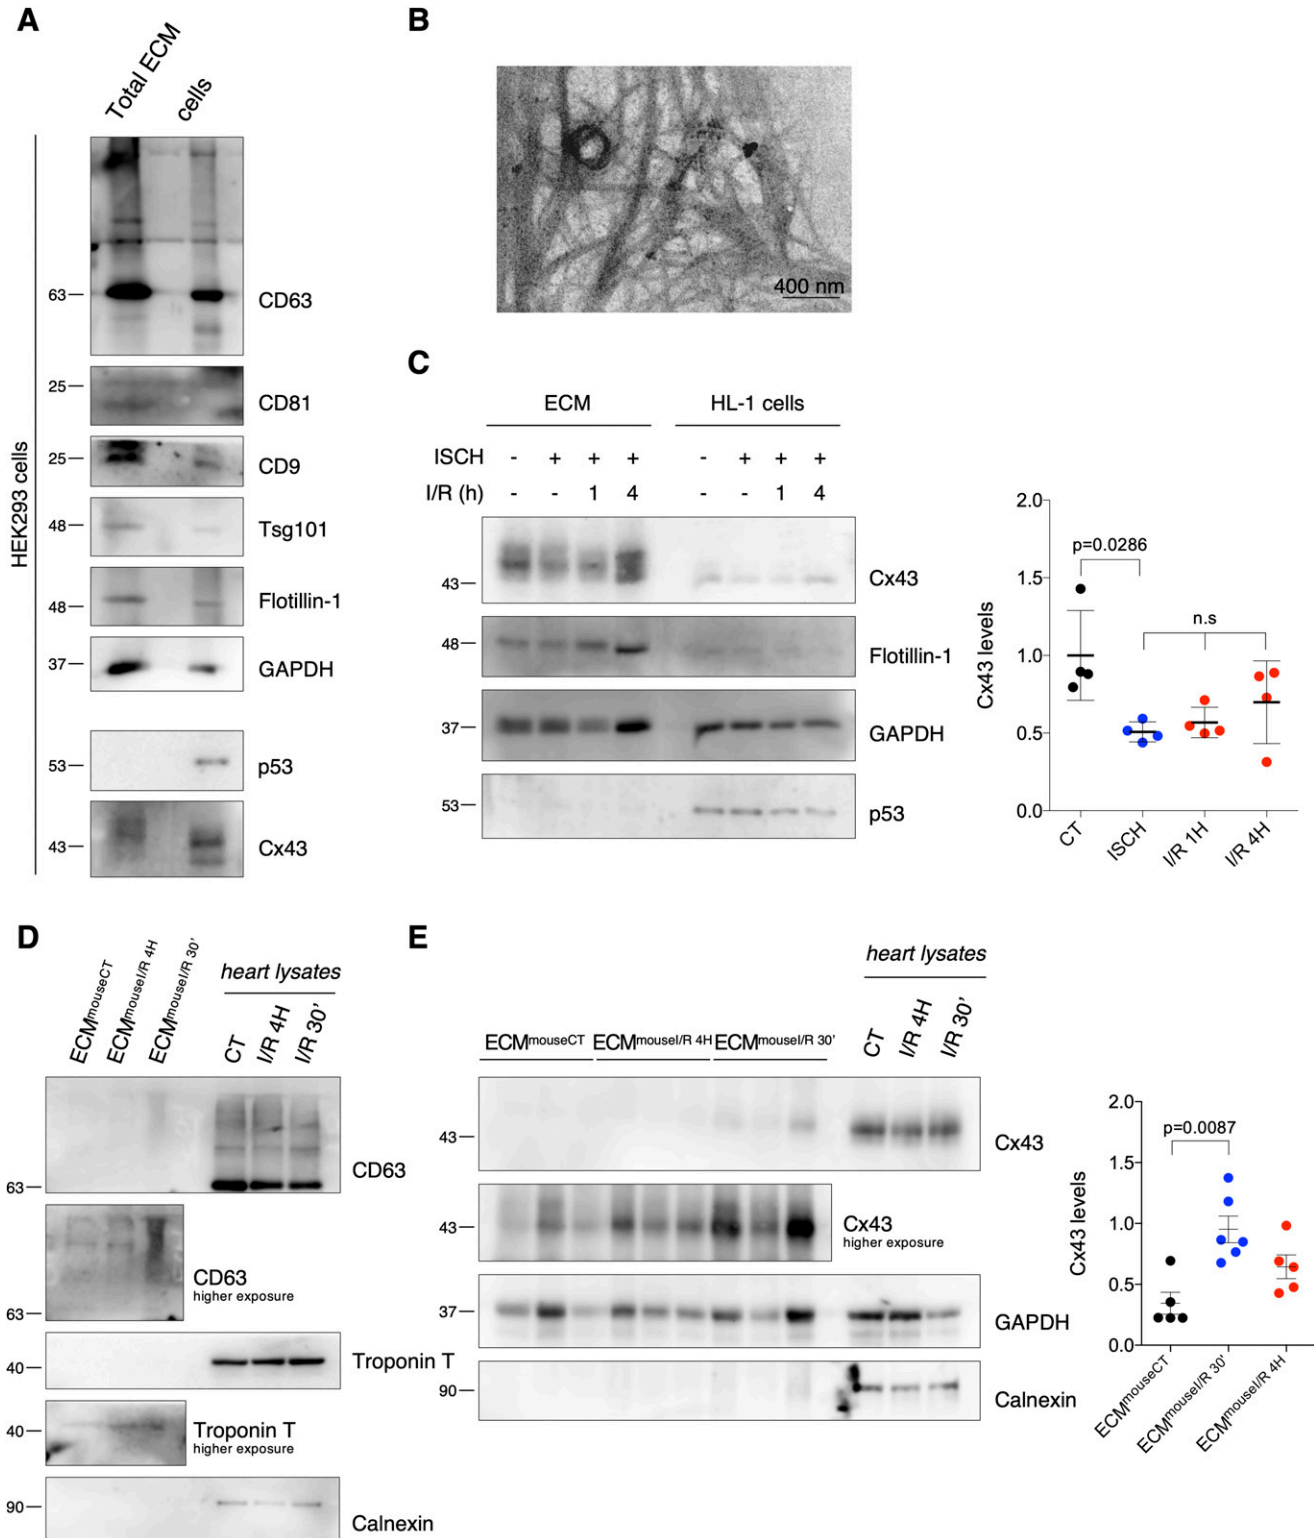 A
Total ECM
cells
HEK293 cells
63
CD63
25
CD81
25
CD9
48
Tsg101
48
Flotillin-1
37
GAPDH
53
p53
43
Cx43
B
400 nm
C
ECM HL-1 cells
ISCH - + + + - + + +
I/R (h) - - 1 4 - - 1 4
43
Cx43
48
Flotillin-1
37
GAPDH
53
p53
2.0
1.5
1.0
0.5
0.0
Cx43 levels
p=0.0286
n.s
CT
ISCH
I/R 1H
I/R 4H
D
ECMmouseCT
ECMmouseI/R 4H
ECMmouseI/R 30'
heart lysates
CT
I/R 4H
I/R 30'
63
CD63
63
CD63
higher exposure
40
Troponin T
40
Troponin T
higher exposure
90
Calnexin
E
heart lysates
ECMmouseCT ECMmouseI/R 4H ECMmouseI/R 30'
CT
I/R 4H
I/R 30'
43
Cx43
43
Cx43
higher exposure
37
GAPDH
90
Calnexin
2.0
1.5
1.0
0.5
0.0
Cx43 levels
p=0.0087
ECMmouseCT
ECMmouseI/R 30'
ECMmouseI/R 4H